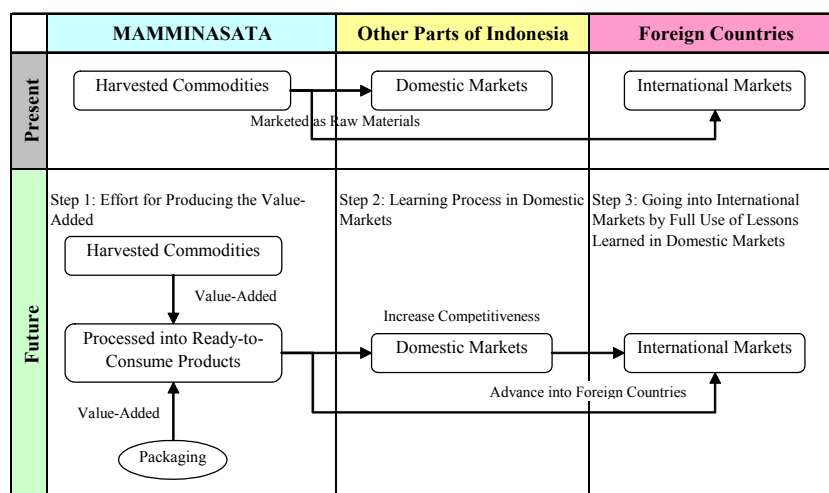 MAMMINASATA
Other Parts of Indonesia
Foreign Countries
Present
Harvested Commodities
Domestic Markets
International Markets
Marketed as Raw Materials
Future
Step 1: Effort for Producing the Value-
Added
Step 2: Learning Process in Domestic
Markets
Step 3: Going into International
Markets by Full Use of Lessons
Learned in Domestic Markets
Harvested Commodities
Value-Added
Increase Competitiveness
Processed into Ready-to-
Consume Products
Domestic Markets
International Markets
Advance into Foreign Countries
Value-Added
Packaging